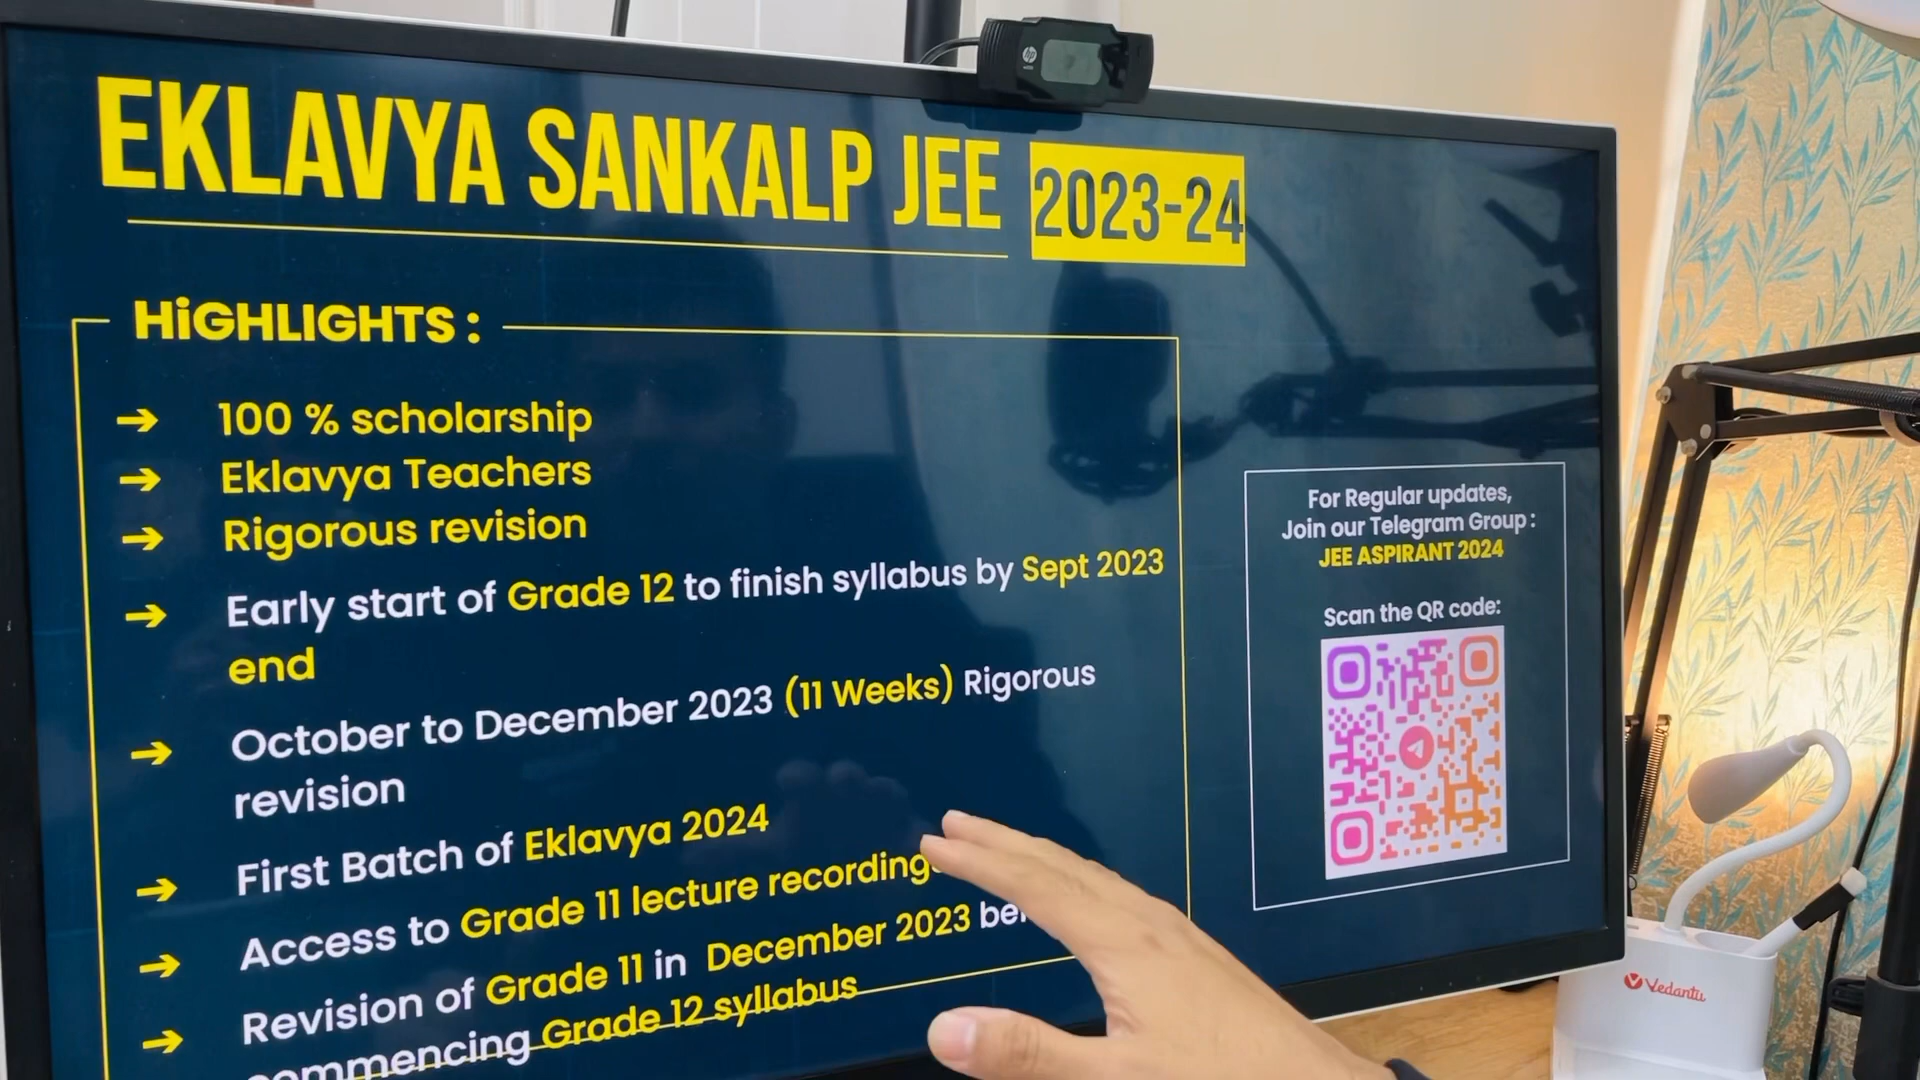 EKLAVYA SANKALP JEE 2023-24
HiGHLIGHTS :
➔ 100 % scholarship
➔ Eklavya Teachers
➔ Rigorous revision
➔ Early start of Grade 12 to finish syllabus by Sept 2023
end
➔ October to December 2023 (11 Weeks) Rigorous
revision
➔ First Batch of Eklavya 2024
➔ Access to Grade 11 lecture recording
➔ Revision of Grade 11 in December 2023
commencing Grade 12 syllabus
For Regular updates,
Join our Telegram Group :
JEE ASPIRANT 2024
Scan the QR code:
hp
Vedantu